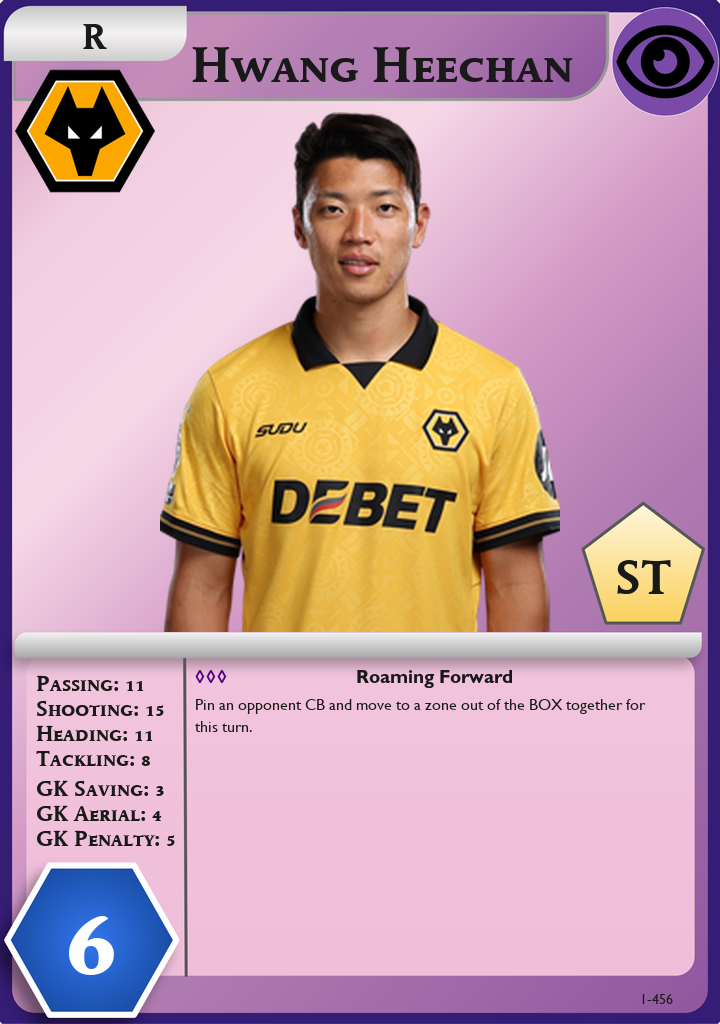 R
Hwang Heechan
SUDU
DEBET
ST
Passing: 11
Shooting: 15
Heading: 11
Tackling: 8
GK Saving: 3
GK Aerial: 4
GK Penalty: 5
6
Roaming Forward
Pin an opponent CB and move to a zone out of the BOX together for
this turn.
1-456